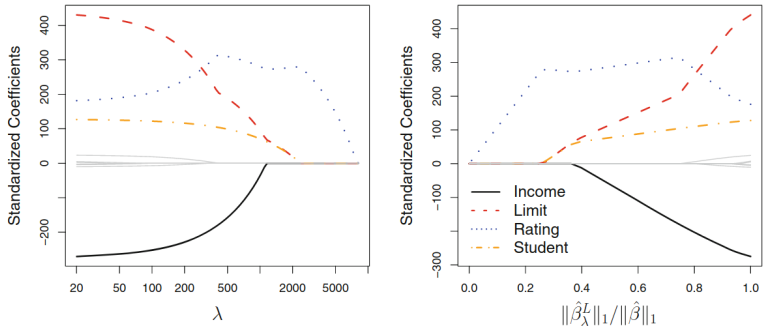 Standardized Coefficients
400
300
200
100
0
−200
20 50 100 200 500 2000 5000
λ
Standardized Coefficients
400
300
200
100
0
−100
−300
Income
Limit
Rating
Student
0.0 0.2 0.4 0.6 0.8 1.0
‖β̂λᴸ‖₁/‖β̂‖₁